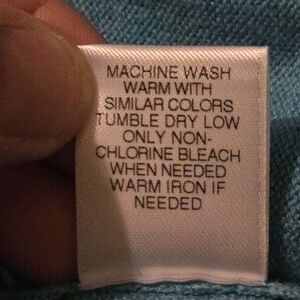 MACHINE WASH
WARM WITH
SIMILAR COLORS
TUMBLE DRY LOW
ONLY NON-
CHLORINE BLEACH
WHEN NEEDED
WARM IRON IF
NEEDED